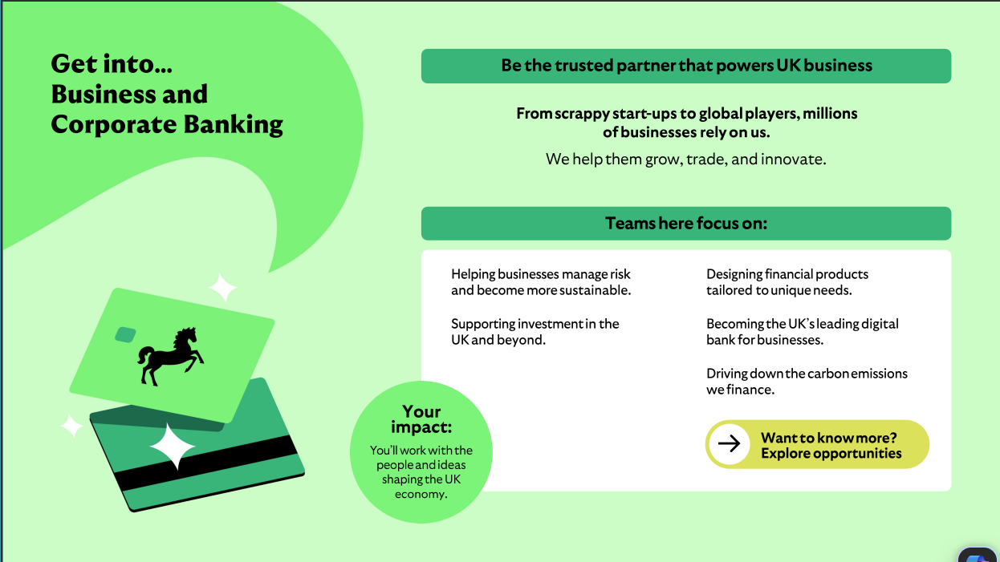 Get into...
Business and
Corporate Banking
Be the trusted partner that powers UK business
From scrappy start-ups to global players, millions
of businesses rely on us.
We help them grow, trade, and innovate.
Teams here focus on:
Helping businesses manage risk
and become more sustainable.
Supporting investment in the
UK and beyond.
Designing financial products
tailored to unique needs.
Becoming the UK's leading digital
bank for businesses.
Driving down the carbon emissions
we finance.
Your
impact:
You'll work with the
people and ideas
shaping the UK
economy.
Want to know more?
Explore opportunities